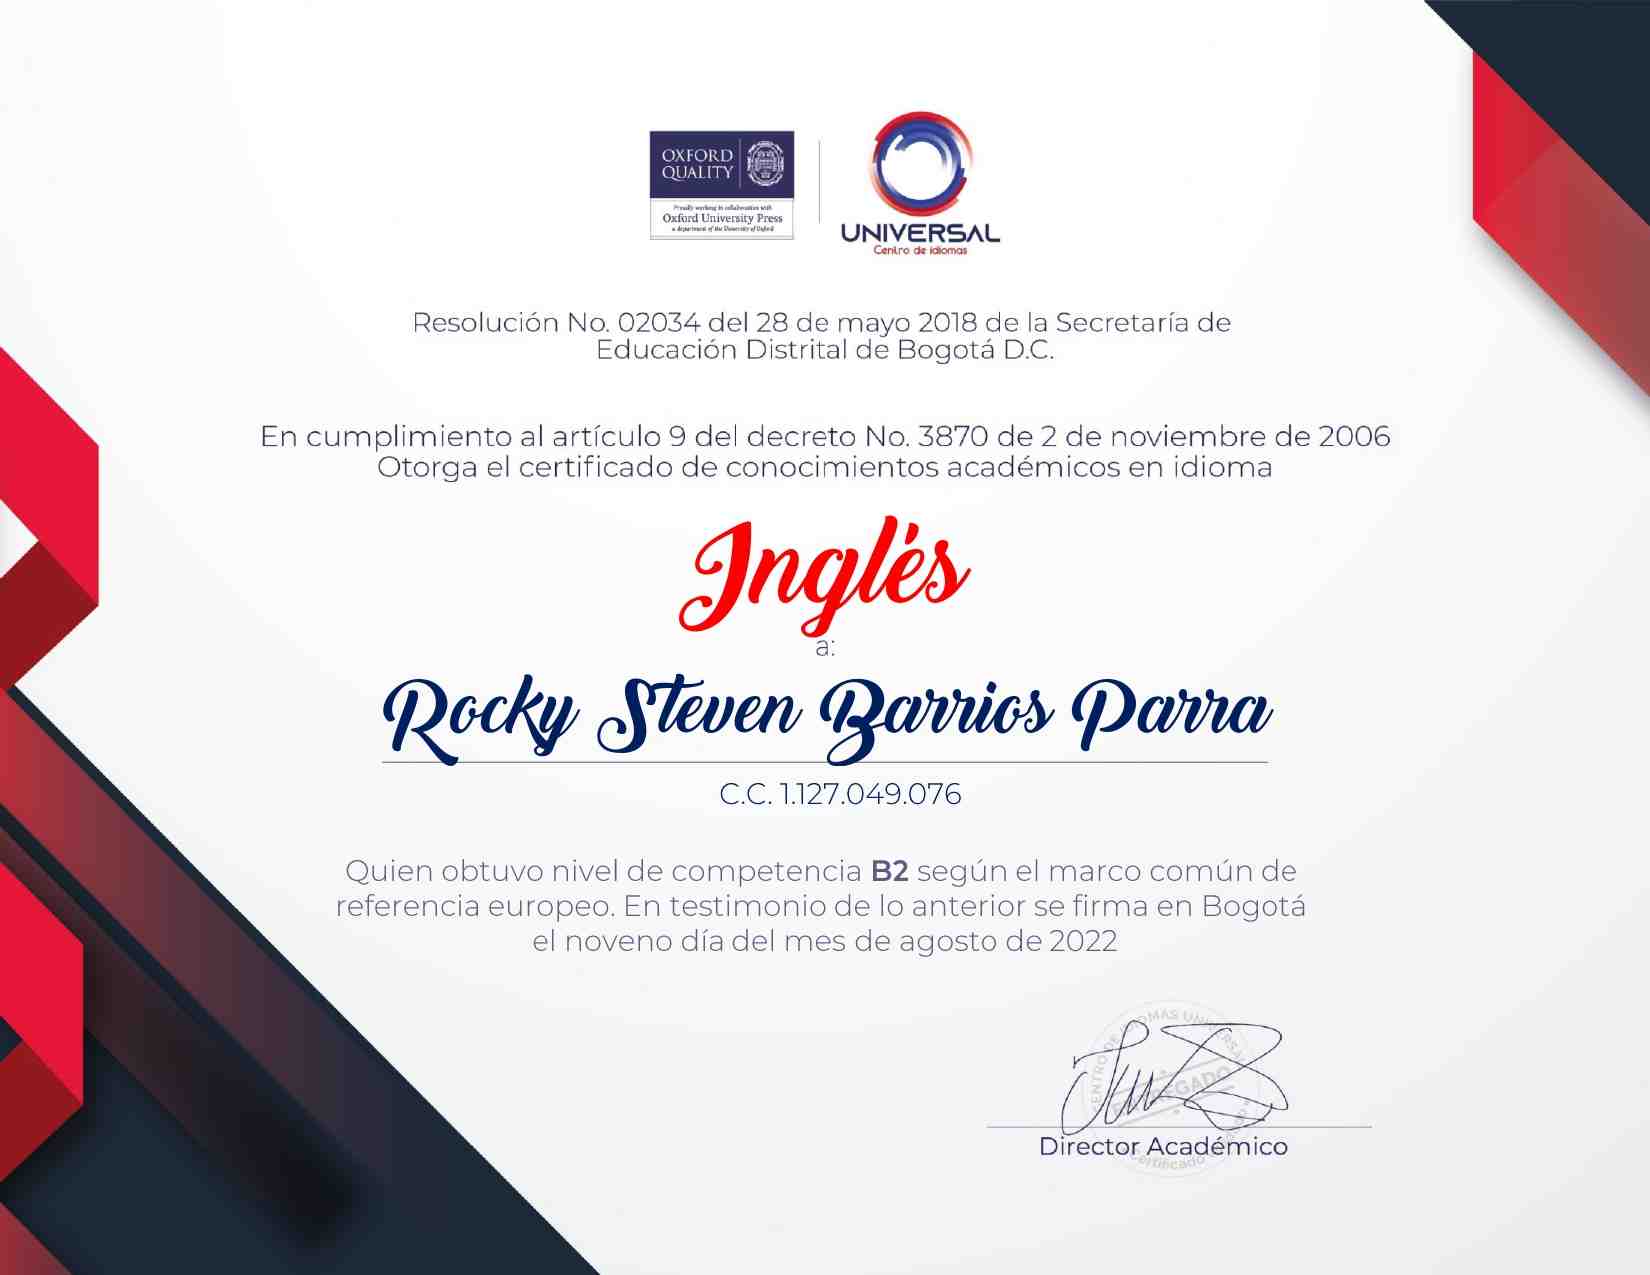 OXFORD
QUALITY
Proudly working in collaboration with
Oxford University Press
a department of the University of Oxford
UNIVERSAL
Centro de idiomas
Resolución No. 02034 del 28 de mayo 2018 de la Secretaría de
Educación Distrital de Bogotá D.C.
En cumplimiento al artículo 9 del decreto No. 3870 de 2 de noviembre de 2006
Otorga el certificado de conocimientos académicos en idioma
Inglés
a:
Rocky Steven Barrios Parra
C.C. 1.127.049.076
Quien obtuvo nivel de competencia B2 según el marco común de
referencia europeo. En testimonio de lo anterior se firma en Bogotá
el noveno día del mes de agosto de 2022
CENTRO DE IDIOMAS UNIVERSAL
ENTREGADO
Certificado
Director Académico